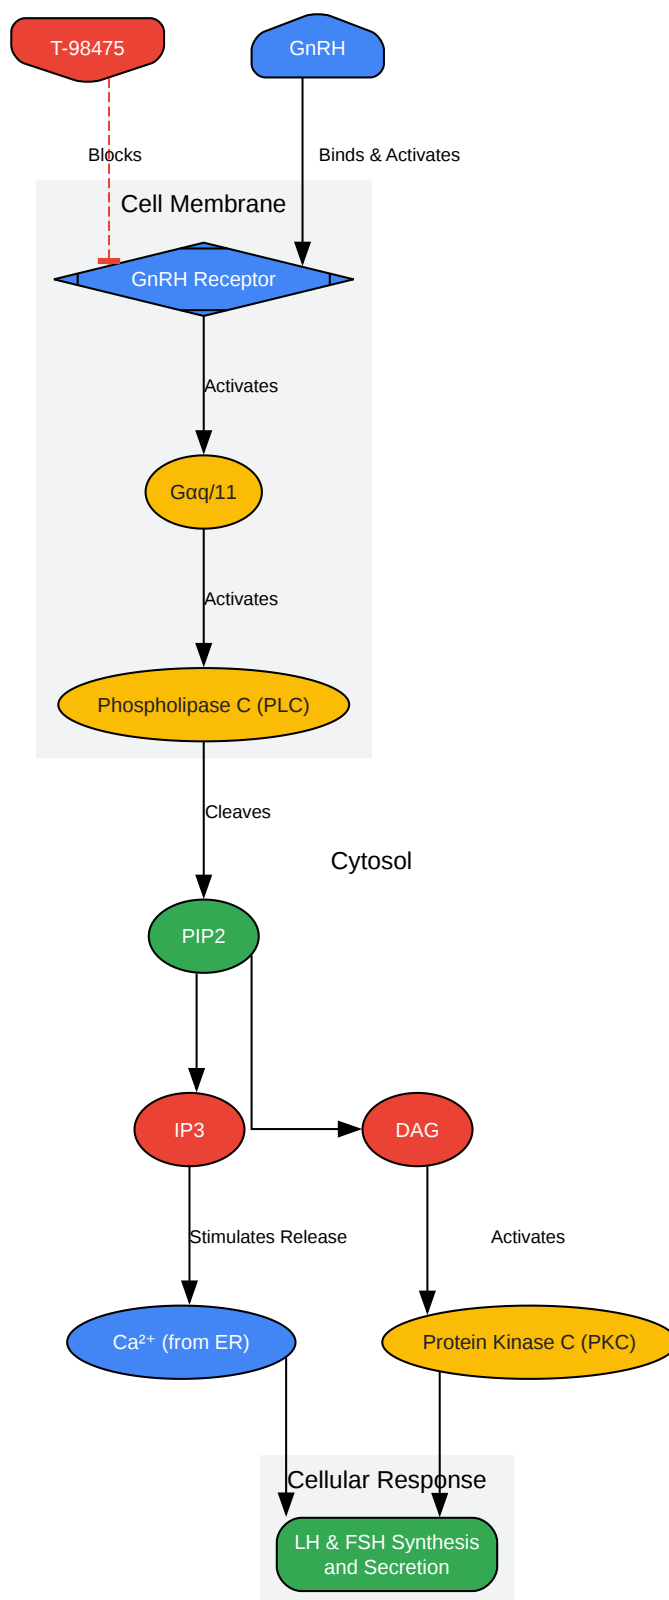 T-98475
GnRH
Blocks
Binds & Activates
Cell Membrane
GnRH Receptor
Activates
Gαq/11
Activates
Phospholipase C (PLC)
Cleaves
Cytosol
PIP2
IP3
DAG
Stimulates Release
Activates
Ca²⁺ (from ER)
Protein Kinase C (PKC)
Cellular Response
LH & FSH Synthesis
and Secretion